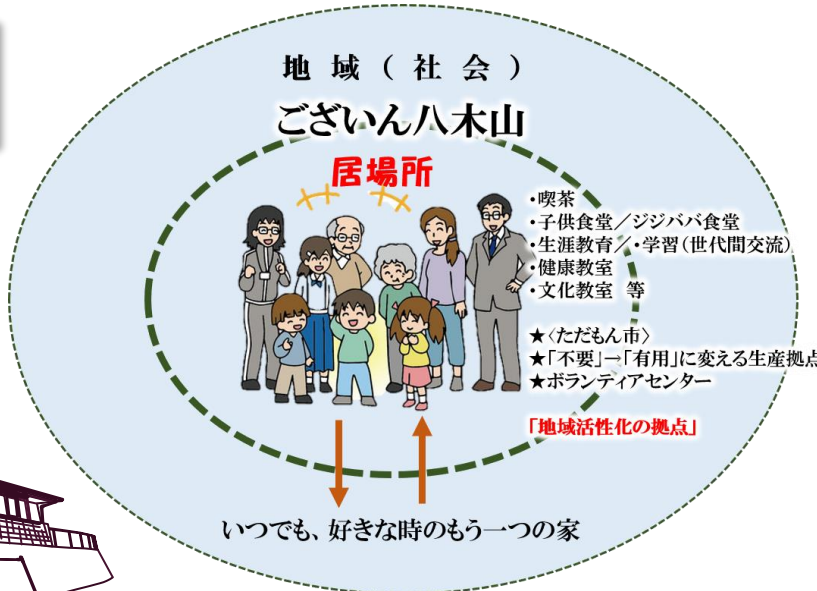 地域（社会）
ございん八木山
居場所
・喫茶
・子供食堂／ジジババ食堂
・生涯教育／・学習（世代間交流）
・健康教室
・文化教室 等
★〈ただもん市〉
★「不要」→「有用」に変える生産拠点
★ボランティアセンター
「地域活性化の拠点」
いつでも、好きな時のもう一つの家